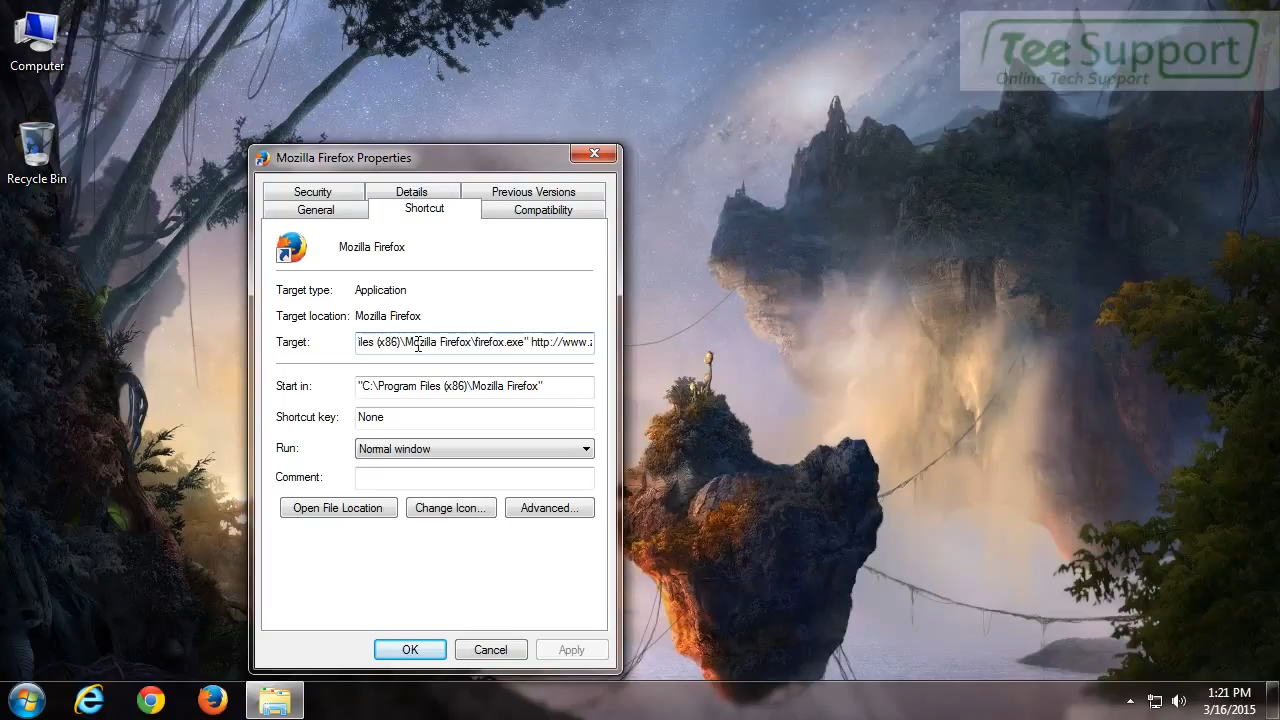 Computer
Recycle Bin
Tee Support
Online Tech Support
Mozilla Firefox Properties
Security Details Previous Versions
General Shortcut Compatibility
Mozilla Firefox
Target type: Application
Target location: Mozilla Firefox
Target: iles (x86)\Mozilla Firefox\firefox.exe" http://www.
Start in: "C:\Program Files (x86)\Mozilla Firefox"
Shortcut key: None
Run: Normal window
Comment:
Open File Location Change Icon... Advanced...
OK Cancel Apply
1:21 PM
3/16/2015